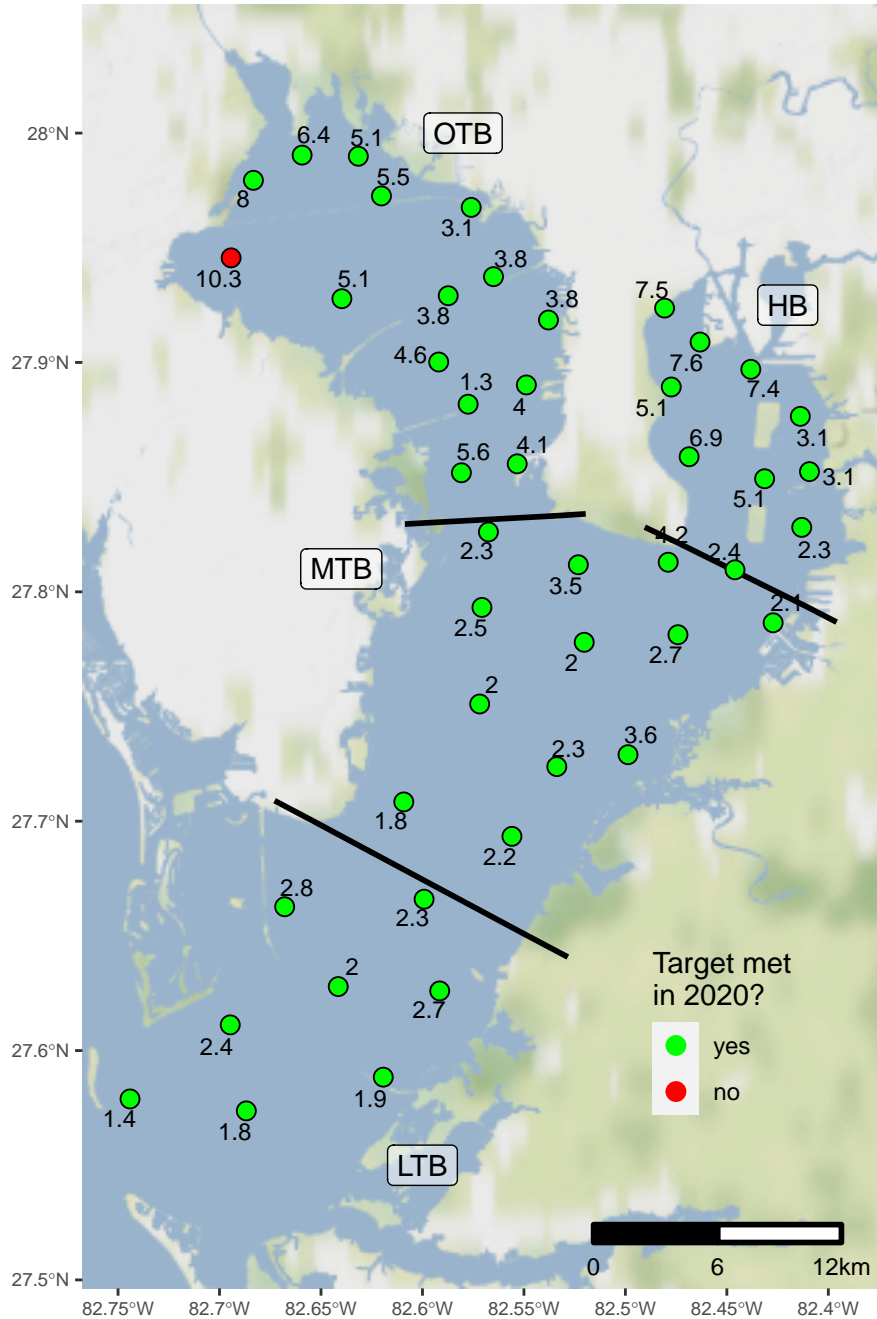 28°N
27.9°N
27.8°N
27.7°N
27.6°N
27.5°N
6.4
5.1
OTB
5.5
8
3.1
10.3
3.8
5.1
3.8
3.8
7.5
HB
4.6
7.6
1.3
4
5.1
7.4
3.1
6.9
5.6
4.1
5.1
3.1
2.3
4.2
2.3
2.4
MTB
3.5
2.5
2.1
2
2.7
2
2.3
3.6
1.8
2.2
2.8
2.3
2
2.7
2.4
1.9
1.4
1.8
LTB
Target met
in 2020?
yes
no
0 6 12km
82.75°W 82.7°W 82.65°W 82.6°W 82.55°W 82.5°W 82.45°W 82.4°W